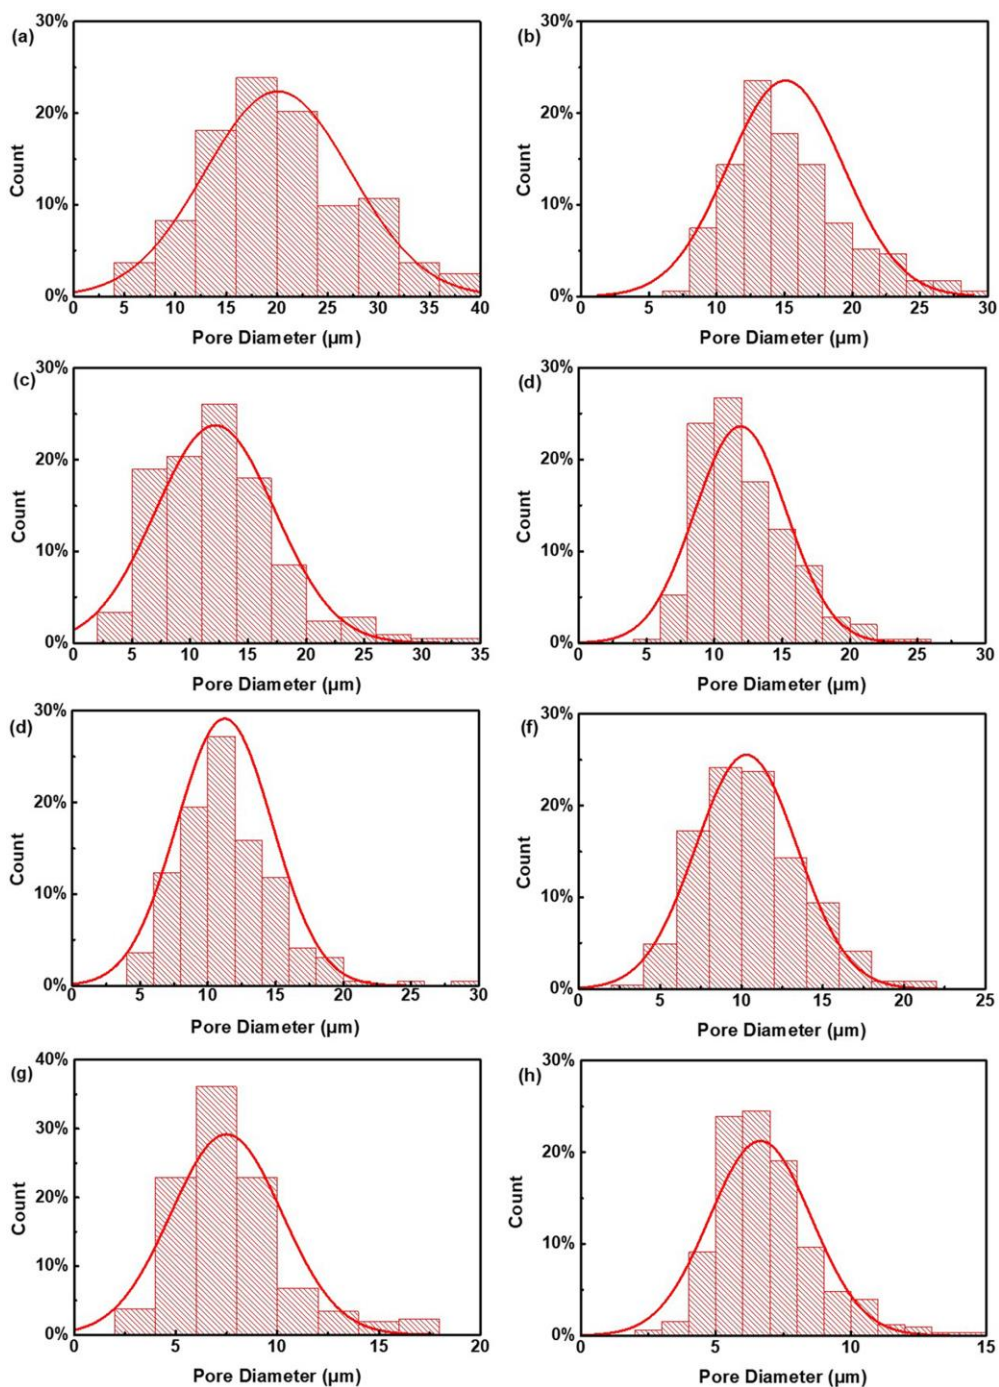 (a)
30%
20%
10%
0%
Count
0 5 10 15 20 25 30 35 40
Pore Diameter (μm)
(b)
30%
20%
10%
0%
Count
0 5 10 15 20 25 30
Pore Diameter (μm)
(c)
30%
20%
10%
0%
Count
0 5 10 15 20 25 30 35
Pore Diameter (μm)
(d)
30%
20%
10%
0%
Count
0 5 10 15 20 25 30
Pore Diameter (μm)
(d)
30%
20%
10%
0%
Count
0 5 10 15 20 25 30
Pore Diameter (μm)
(f)
30%
20%
10%
0%
Count
0 5 10 15 20 25
Pore Diameter (μm)
(g)
40%
30%
20%
10%
0%
Count
0 5 10 15 20
Pore Diameter (μm)
(h)
30%
20%
10%
0%
Count
5 10 15
Pore Diameter (μm)